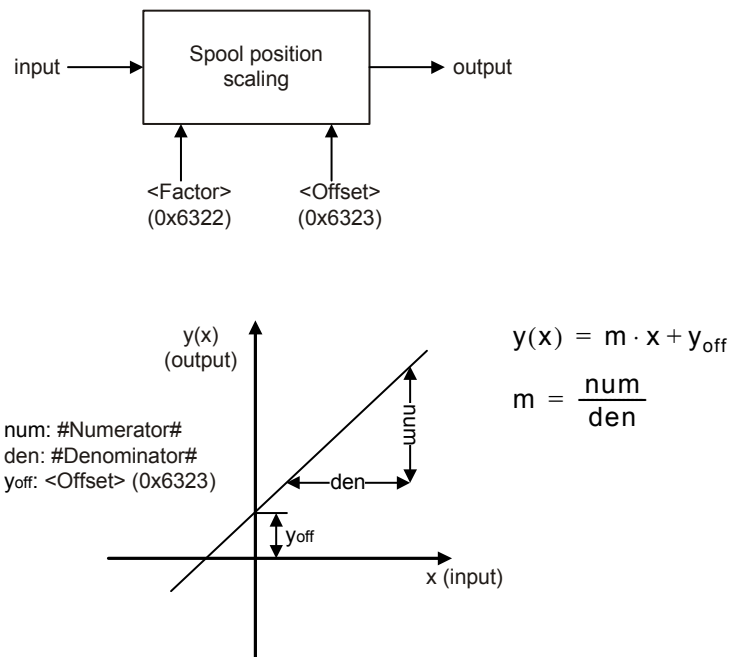 Spool position
scaling
input
output
<Factor>
(0x6322)
<Offset>
(0x6323)
y(x)
(output)
y(x) = m · x + yoff
m = num
den
num: #Numerator#
den: #Denominator#
yoff: <Offset> (0x6323)
num
den
yoff
x (input)